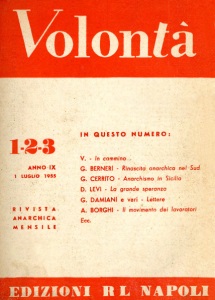 Volontà
1-2-3
ANNO IX
1 LUGLIO 1955
RIVISTA
ANARCHICA
MENSILE
IN QUESTO NUMERO:
V. - In cammino...
G. BERNERI - Rinascita anarchica nel Sud
G. CERRITO - Anarchismo in Sicilia
D. LEVI - La grande speranza
G. DAMIANI e vari - Lettere
A. BORGHI - Il movimento dei lavoratori
Ecc.
EDIZIONI RL NAPOLI